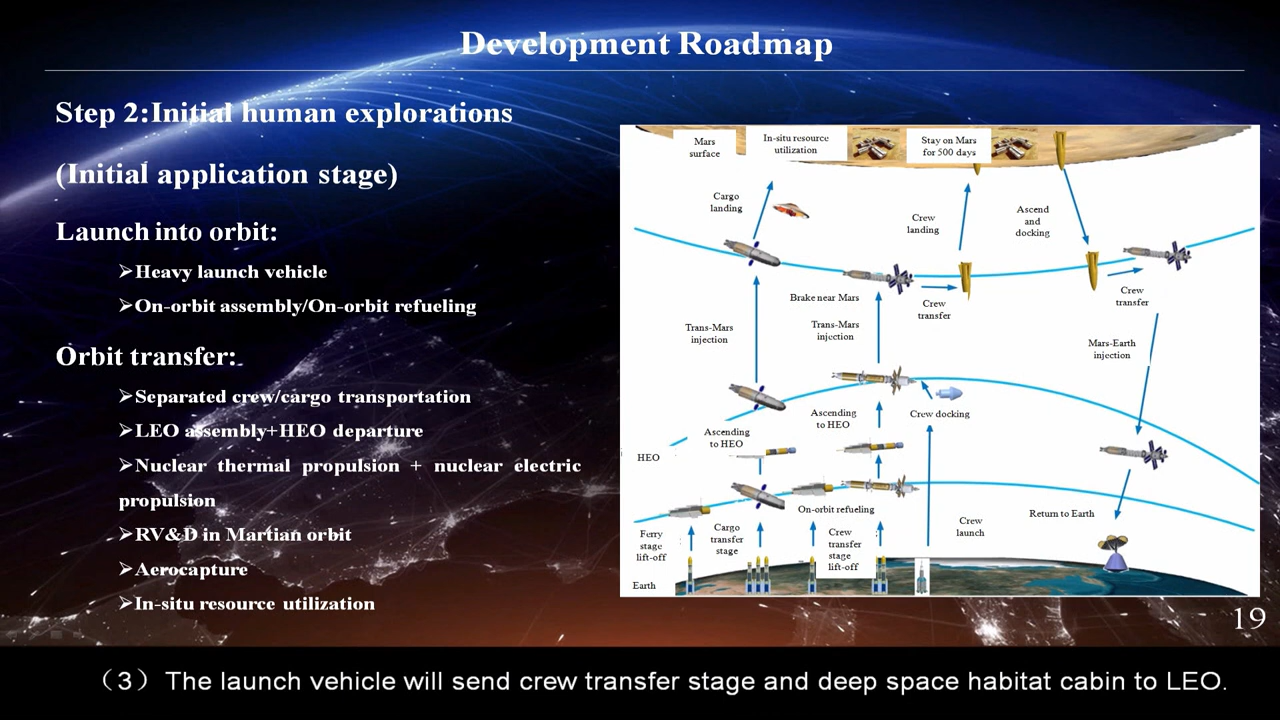 Development Roadmap
Step 2:Initial human explorations
(Initial application stage)
Launch into orbit:
➢Heavy launch vehicle
➢On-orbit assembly/On-orbit refueling
Orbit transfer:
➢Separated crew/cargo transportation
➢LEO assembly+HEO departure
➢Nuclear thermal propulsion + nuclear electric
propulsion
➢RV&D in Martian orbit
➢Aerocapture
➢In-situ resource utilization
Mars
surface
In-situ resource
utilization
Stay on Mars
for 500 days
Cargo
landing
Crew
landing
Ascend
and
docking
Brake near Mars
Crew
transfer
Crew
transfer
Trans-Mars
injection
Trans-Mars
injection
Mars-Earth
injection
Ascending
to HEO
Ascending
to HEO
Crew docking
HEO
On-orbit refueling
Return to Earth
Ferry
stage
lift-off
Cargo
transfer
stage
Crew
transfer
stage
lift-off
Crew
launch
Earth
19
（3） The launch vehicle will send crew transfer stage and deep space habitat cabin to LEO.